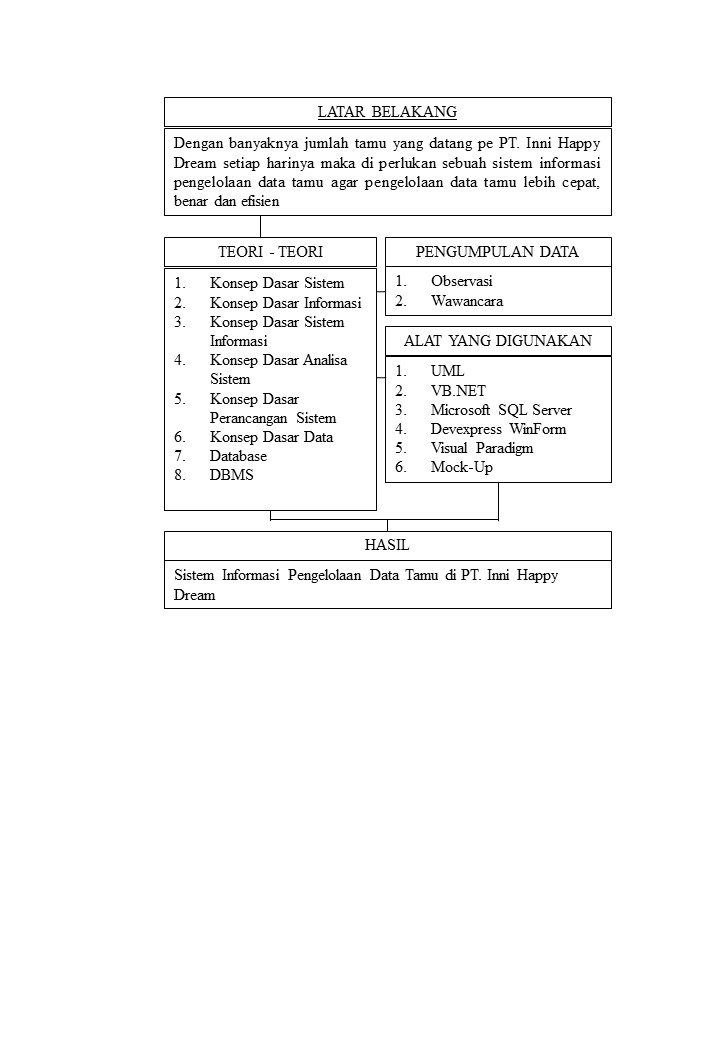 LATAR BELAKANG
Dengan banyaknya jumlah tamu yang datang pe PT. Inni Happy
Dream setiap harinya maka di perlukan sebuah sistem informasi
pengelolaan data tamu agar pengelolaan data tamu lebih cepat,
benar dan efisien
TEORI - TEORI
1. Konsep Dasar Sistem
2. Konsep Dasar Informasi
3. Konsep Dasar Sistem
Informasi
4. Konsep Dasar Analisa
Sistem
5. Konsep Dasar
Perancangan Sistem
6. Konsep Dasar Data
7. Database
8. DBMS
PENGUMPULAN DATA
1. Observasi
2. Wawancara
ALAT YANG DIGUNAKAN
1. UML
2. VB.NET
3. Microsoft SQL Server
4. Devexpress WinForm
5. Visual Paradigm
6. Mock-Up
HASIL
Sistem Informasi Pengelolaan Data Tamu di PT. Inni Happy
Dream